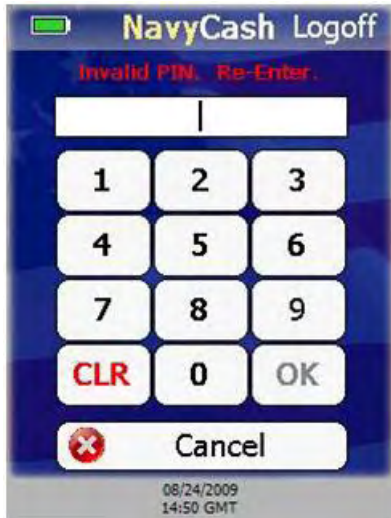 NavyCash Logoff
Invalid PIN. Re-Enter.
1 2 3
4 5 6
7 8 9
CLR 0 OK
Cancel
08/24/2009
14:50 GMT